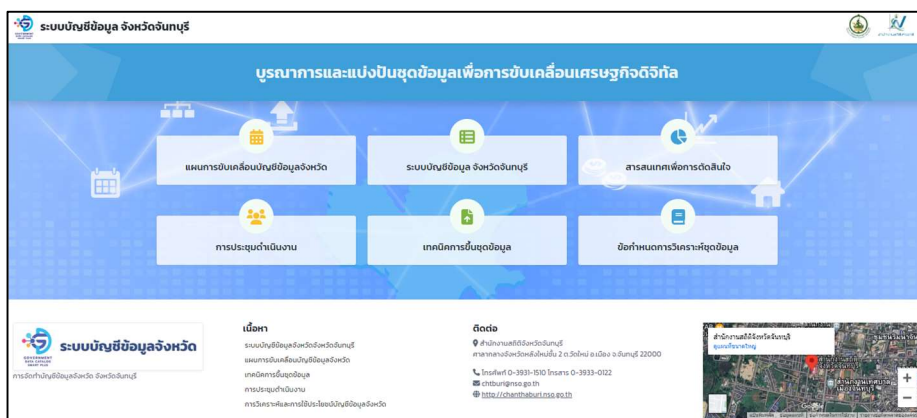 ระบบบัญชีข้อมูล จังหวัดจันทบุรี
บูรณาการและแบ่งปันชุดข้อมูลเพื่อการขับเคลื่อนเศรษฐกิจดิจิทัล
แผนการขับเคลื่อนบัญชีข้อมูลจังหวัด
ระบบบัญชีข้อมูล จังหวัดจันทบุรี
สารสนเทศเพื่อการตัดสินใจ
การประชุมดำเนินงาน
เทคนิคการขึ้นชุดข้อมูล
ข้อกำหนดการวิเคราะห์ชุดข้อมูล
GOVERNMENT
DATA CATALOG
SMART PLUS
ระบบบัญชีข้อมูลจังหวัด
การจัดทำบัญชีข้อมูลจังหวัด จังหวัดจันทบุรี
เนื้อหา
ระบบบัญชีข้อมูลจังหวัดจังหวัดจันทบุรี
แผนการขับเคลื่อนบัญชีข้อมูลจังหวัด
เทคนิคการขึ้นชุดข้อมูล
การประชุมดำเนินงาน
การวิเคราะห์และการใช้ประโยชน์บัญชีข้อมูลจังหวัด
ติดต่อ
สำนักงานสถิติจังหวัดจันทบุรี
ศาลากลางจังหวัดหลังใหม่ชั้น 2 ต.วัดใหม่ อ.เมือง จ.จันทบุรี 22000
โทรศัพท์ 0-3931-1510 โทรสาร 0-3933-0122
chtburi@nso.go.th
http://chanthaburi.nso.go.th
สำนักงานสถิติจังหวัดจันทบุรี
ดูแผนที่ขนาดใหญ่
สำนักงานสถิติ
จังหวัดจันทบุรี
Google
+
−